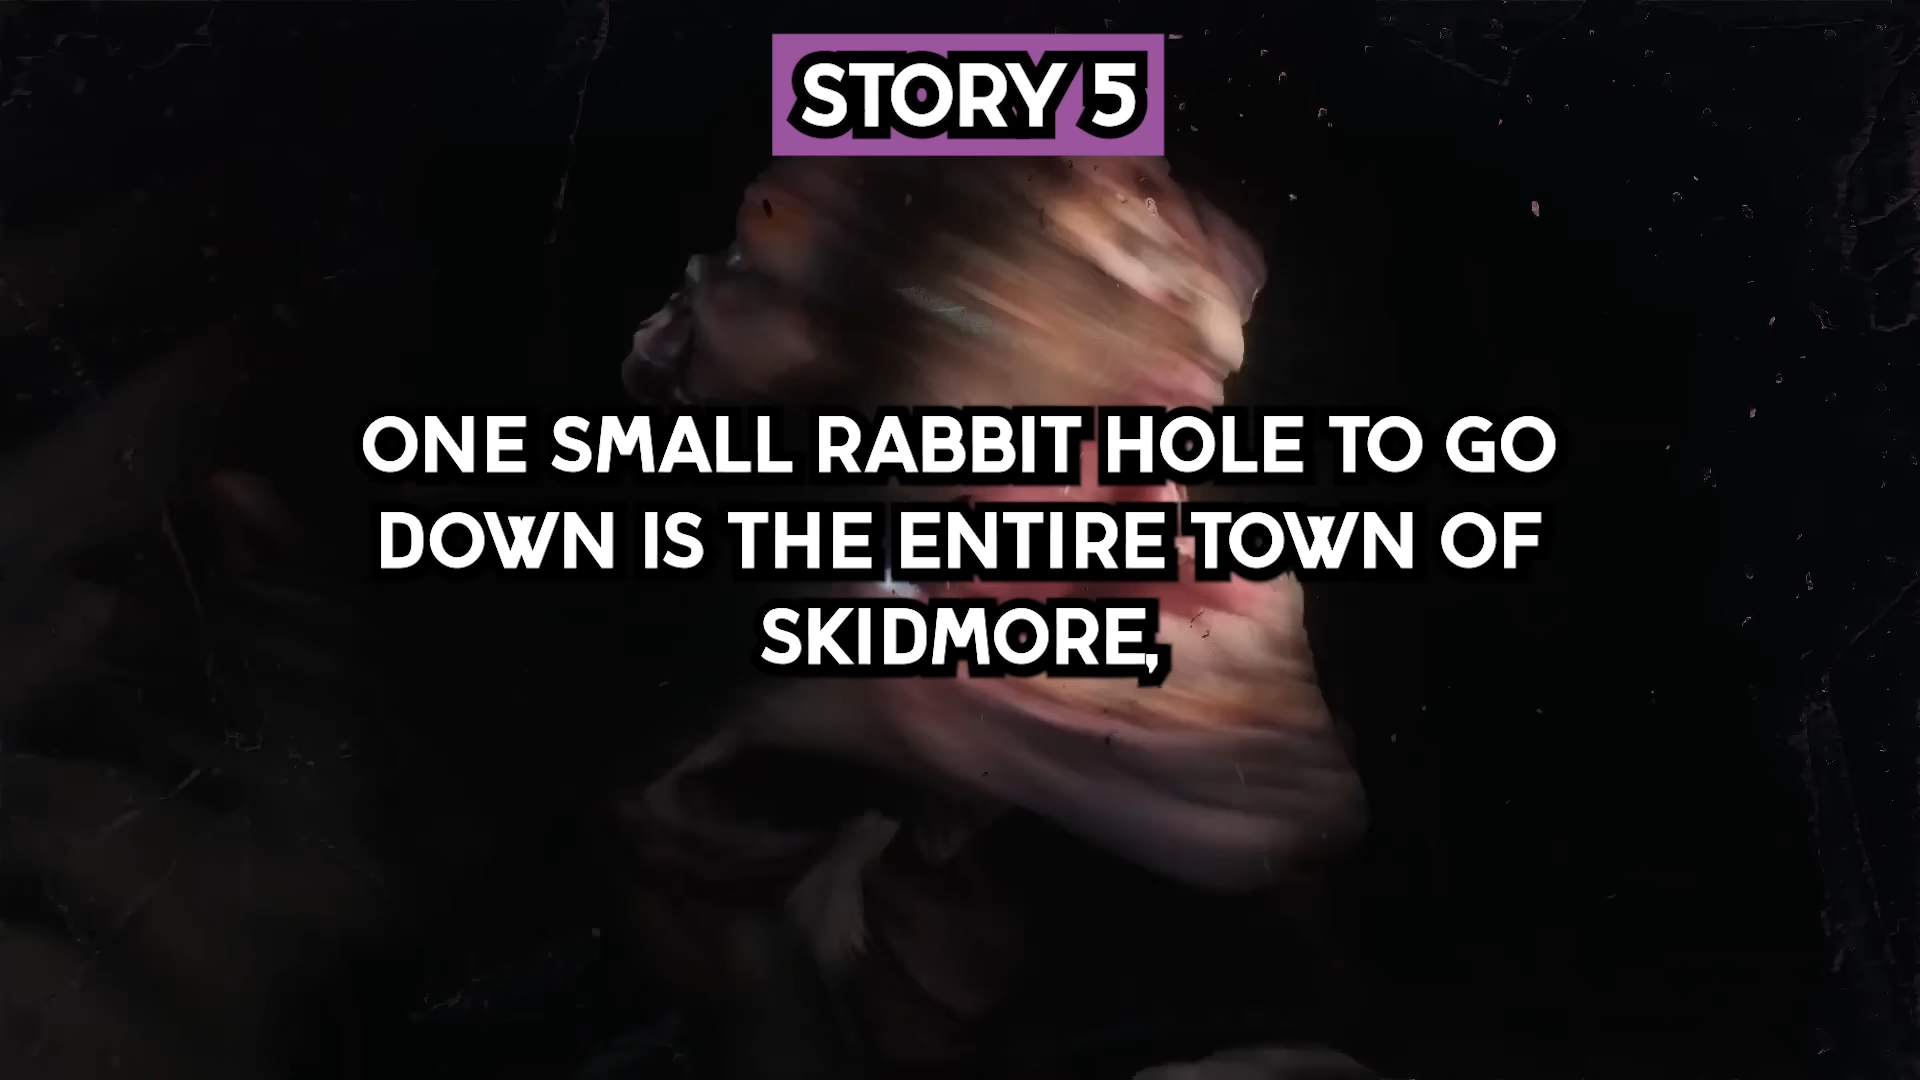 STORY 5
ONE SMALL RABBIT HOLE TO GO
DOWN IS THE ENTIRE TOWN OF
SKIDMORE,